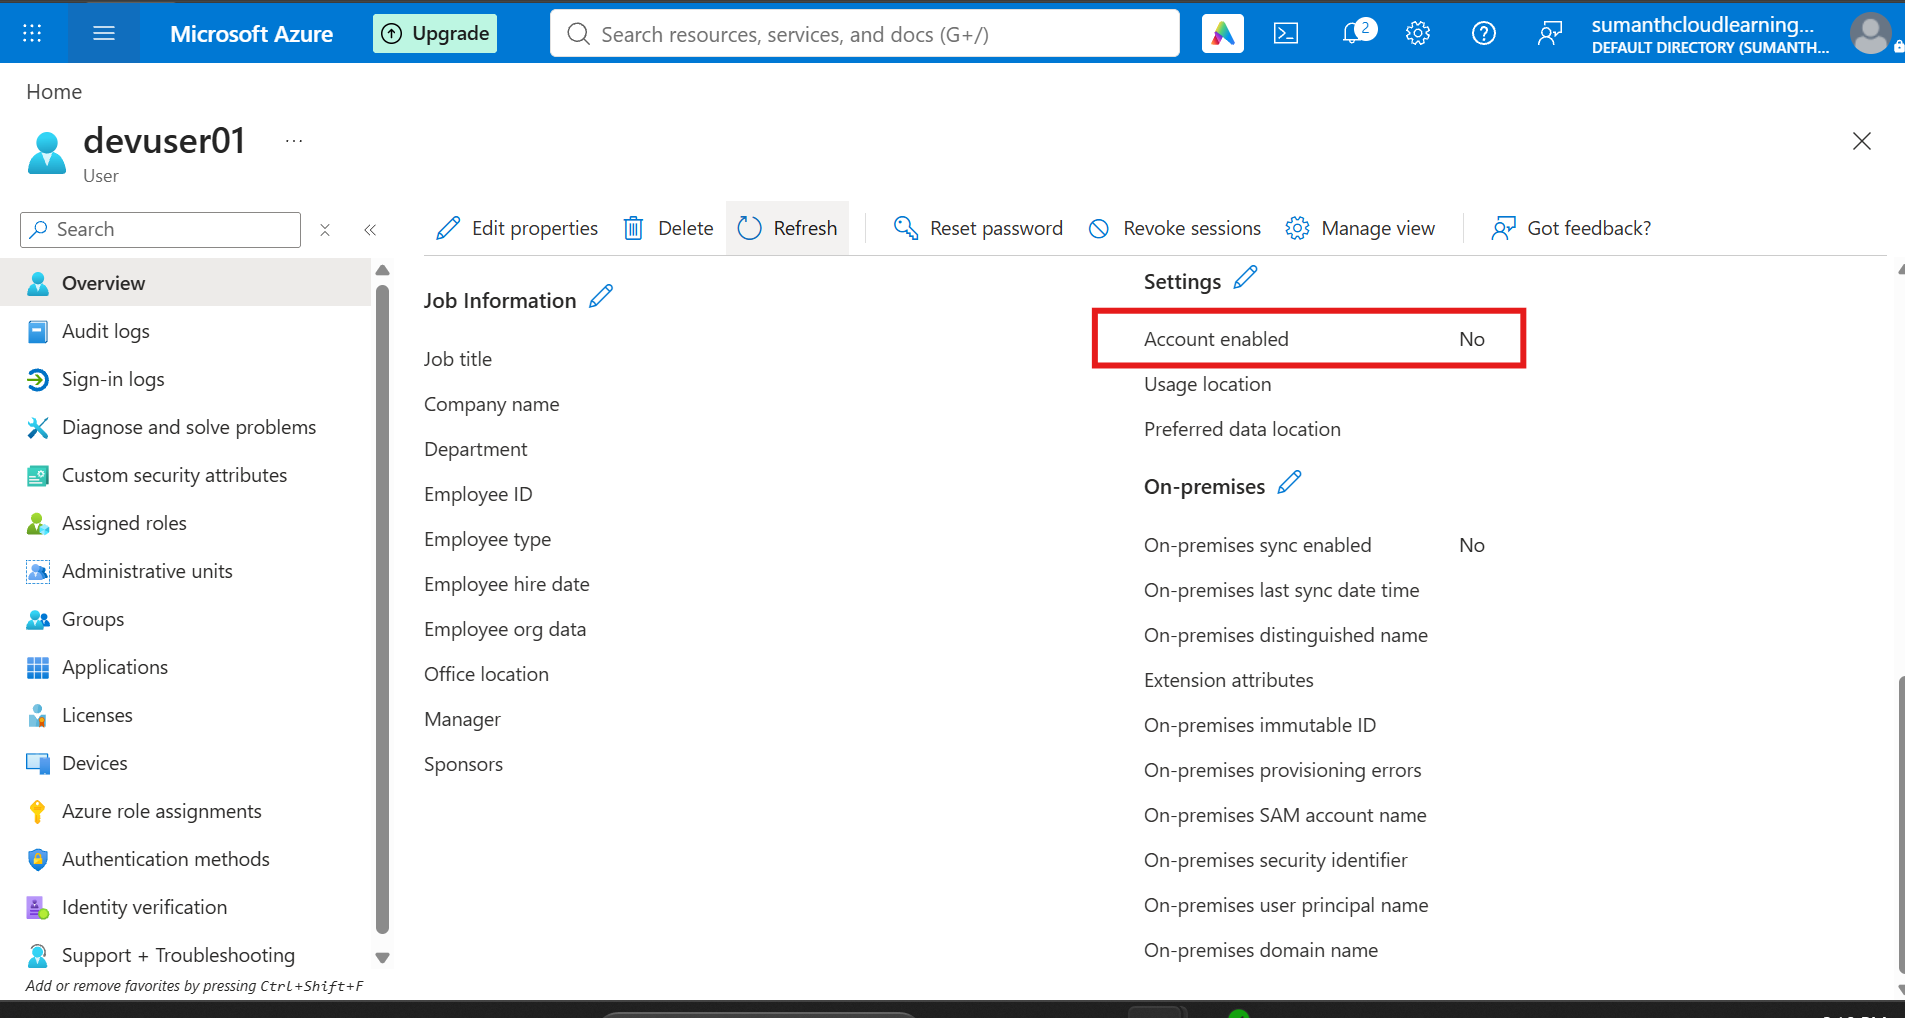 Microsoft Azure
Upgrade
Search resources, services, and docs (G+/)
2
sumanthcloudlearning...
DEFAULT DIRECTORY (SUMANTH...
Home
devuser01
...
User
Search
Edit properties
Delete
Refresh
Reset password
Revoke sessions
Manage view
Got feedback?
Overview
Audit logs
Sign-in logs
Diagnose and solve problems
Custom security attributes
Assigned roles
Administrative units
Groups
Applications
Licenses
Devices
Azure role assignments
Authentication methods
Identity verification
Support + Troubleshooting
Add or remove favorites by pressing Ctrl+Shift+F
Job Information
Job title
Company name
Department
Employee ID
Employee type
Employee hire date
Employee org data
Office location
Manager
Sponsors
Settings
Account enabled No
Usage location
Preferred data location
On-premises
On-premises sync enabled No
On-premises last sync date time
On-premises distinguished name
Extension attributes
On-premises immutable ID
On-premises provisioning errors
On-premises SAM account name
On-premises security identifier
On-premises user principal name
On-premises domain name